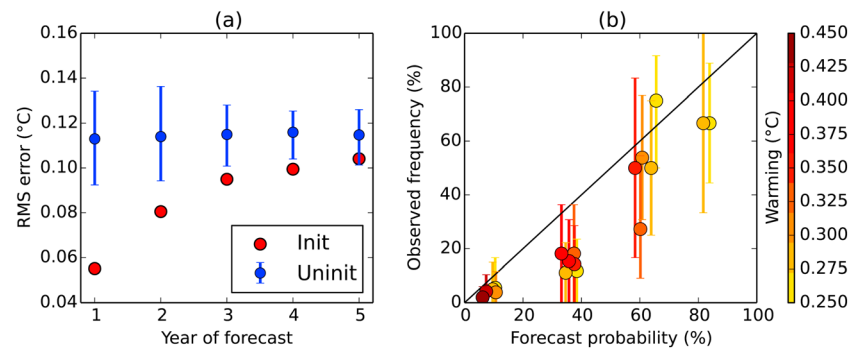 (a)
0.16
0.14
0.12
0.10
0.08
0.06
0.04
RMS error (°C)
Init
Uninit
1 2 3 4 5
Year of forecast
(b)
100
80
60
40
20
0
Observed frequency (%)
0 20 40 60 80 100
Forecast probability (%)
0.450
0.425
0.400
0.375
0.350
0.325
0.300
0.275
0.250
Warming (°C)